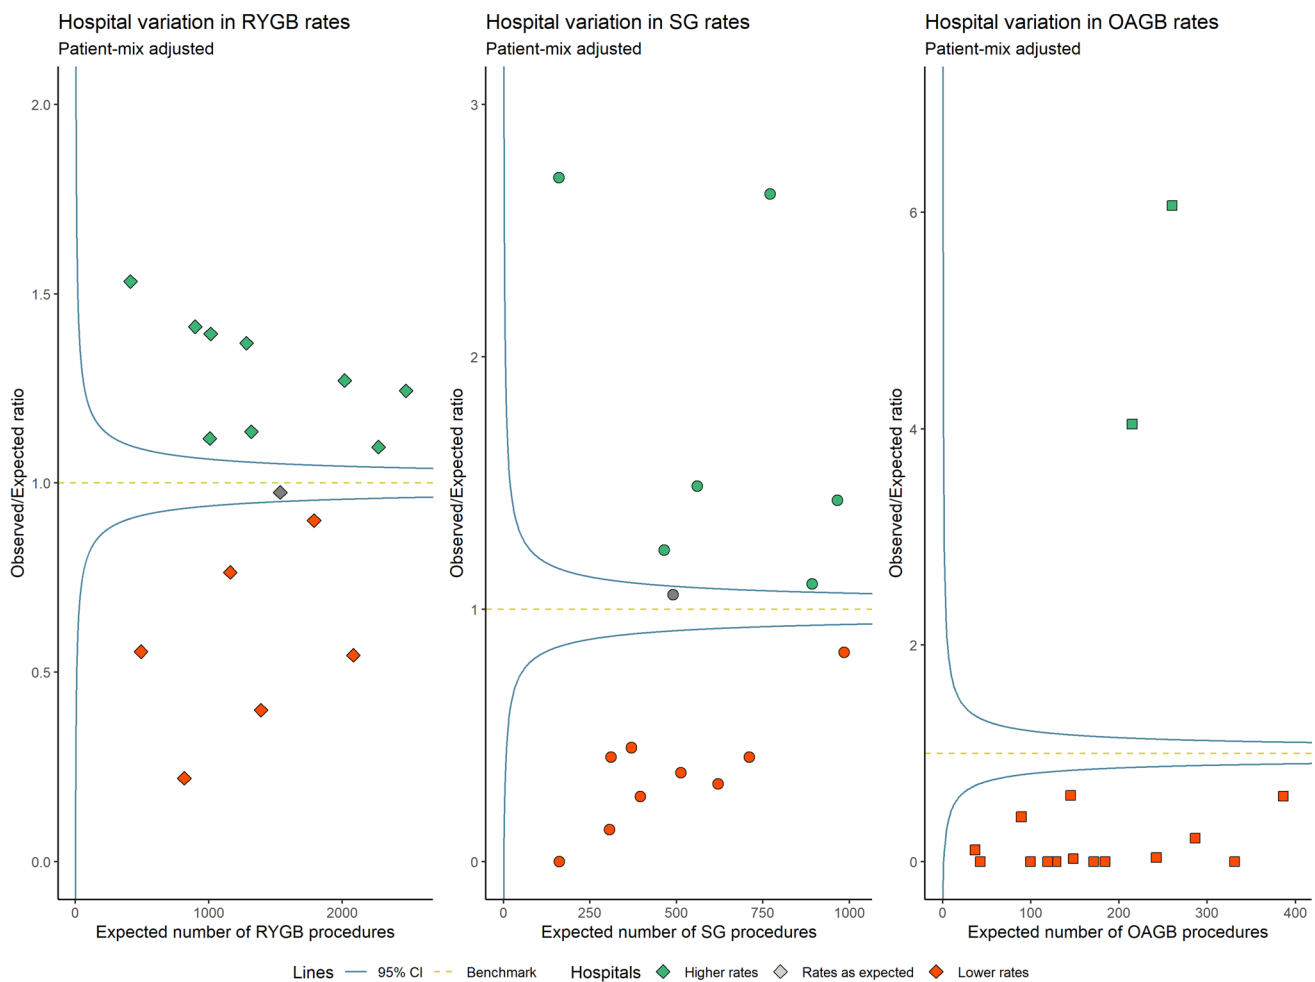 Hospital variation in RYGB rates
Patient-mix adjusted
2.0
1.5
1.0
0.5
0.0
Observed/Expected ratio
0 1000 2000
Expected number of RYGB procedures
Hospital variation in SG rates
Patient-mix adjusted
3
2
1
0
Observed/Expected ratio
0 250 500 750 1000
Expected number of SG procedures
Hospital variation in OAGB rates
Patient-mix adjusted
6
4
2
0
Observed/Expected ratio
0 100 200 300 400
Expected number of OAGB procedures
Lines 95% CI Benchmark Hospitals Higher rates Rates as expected Lower rates